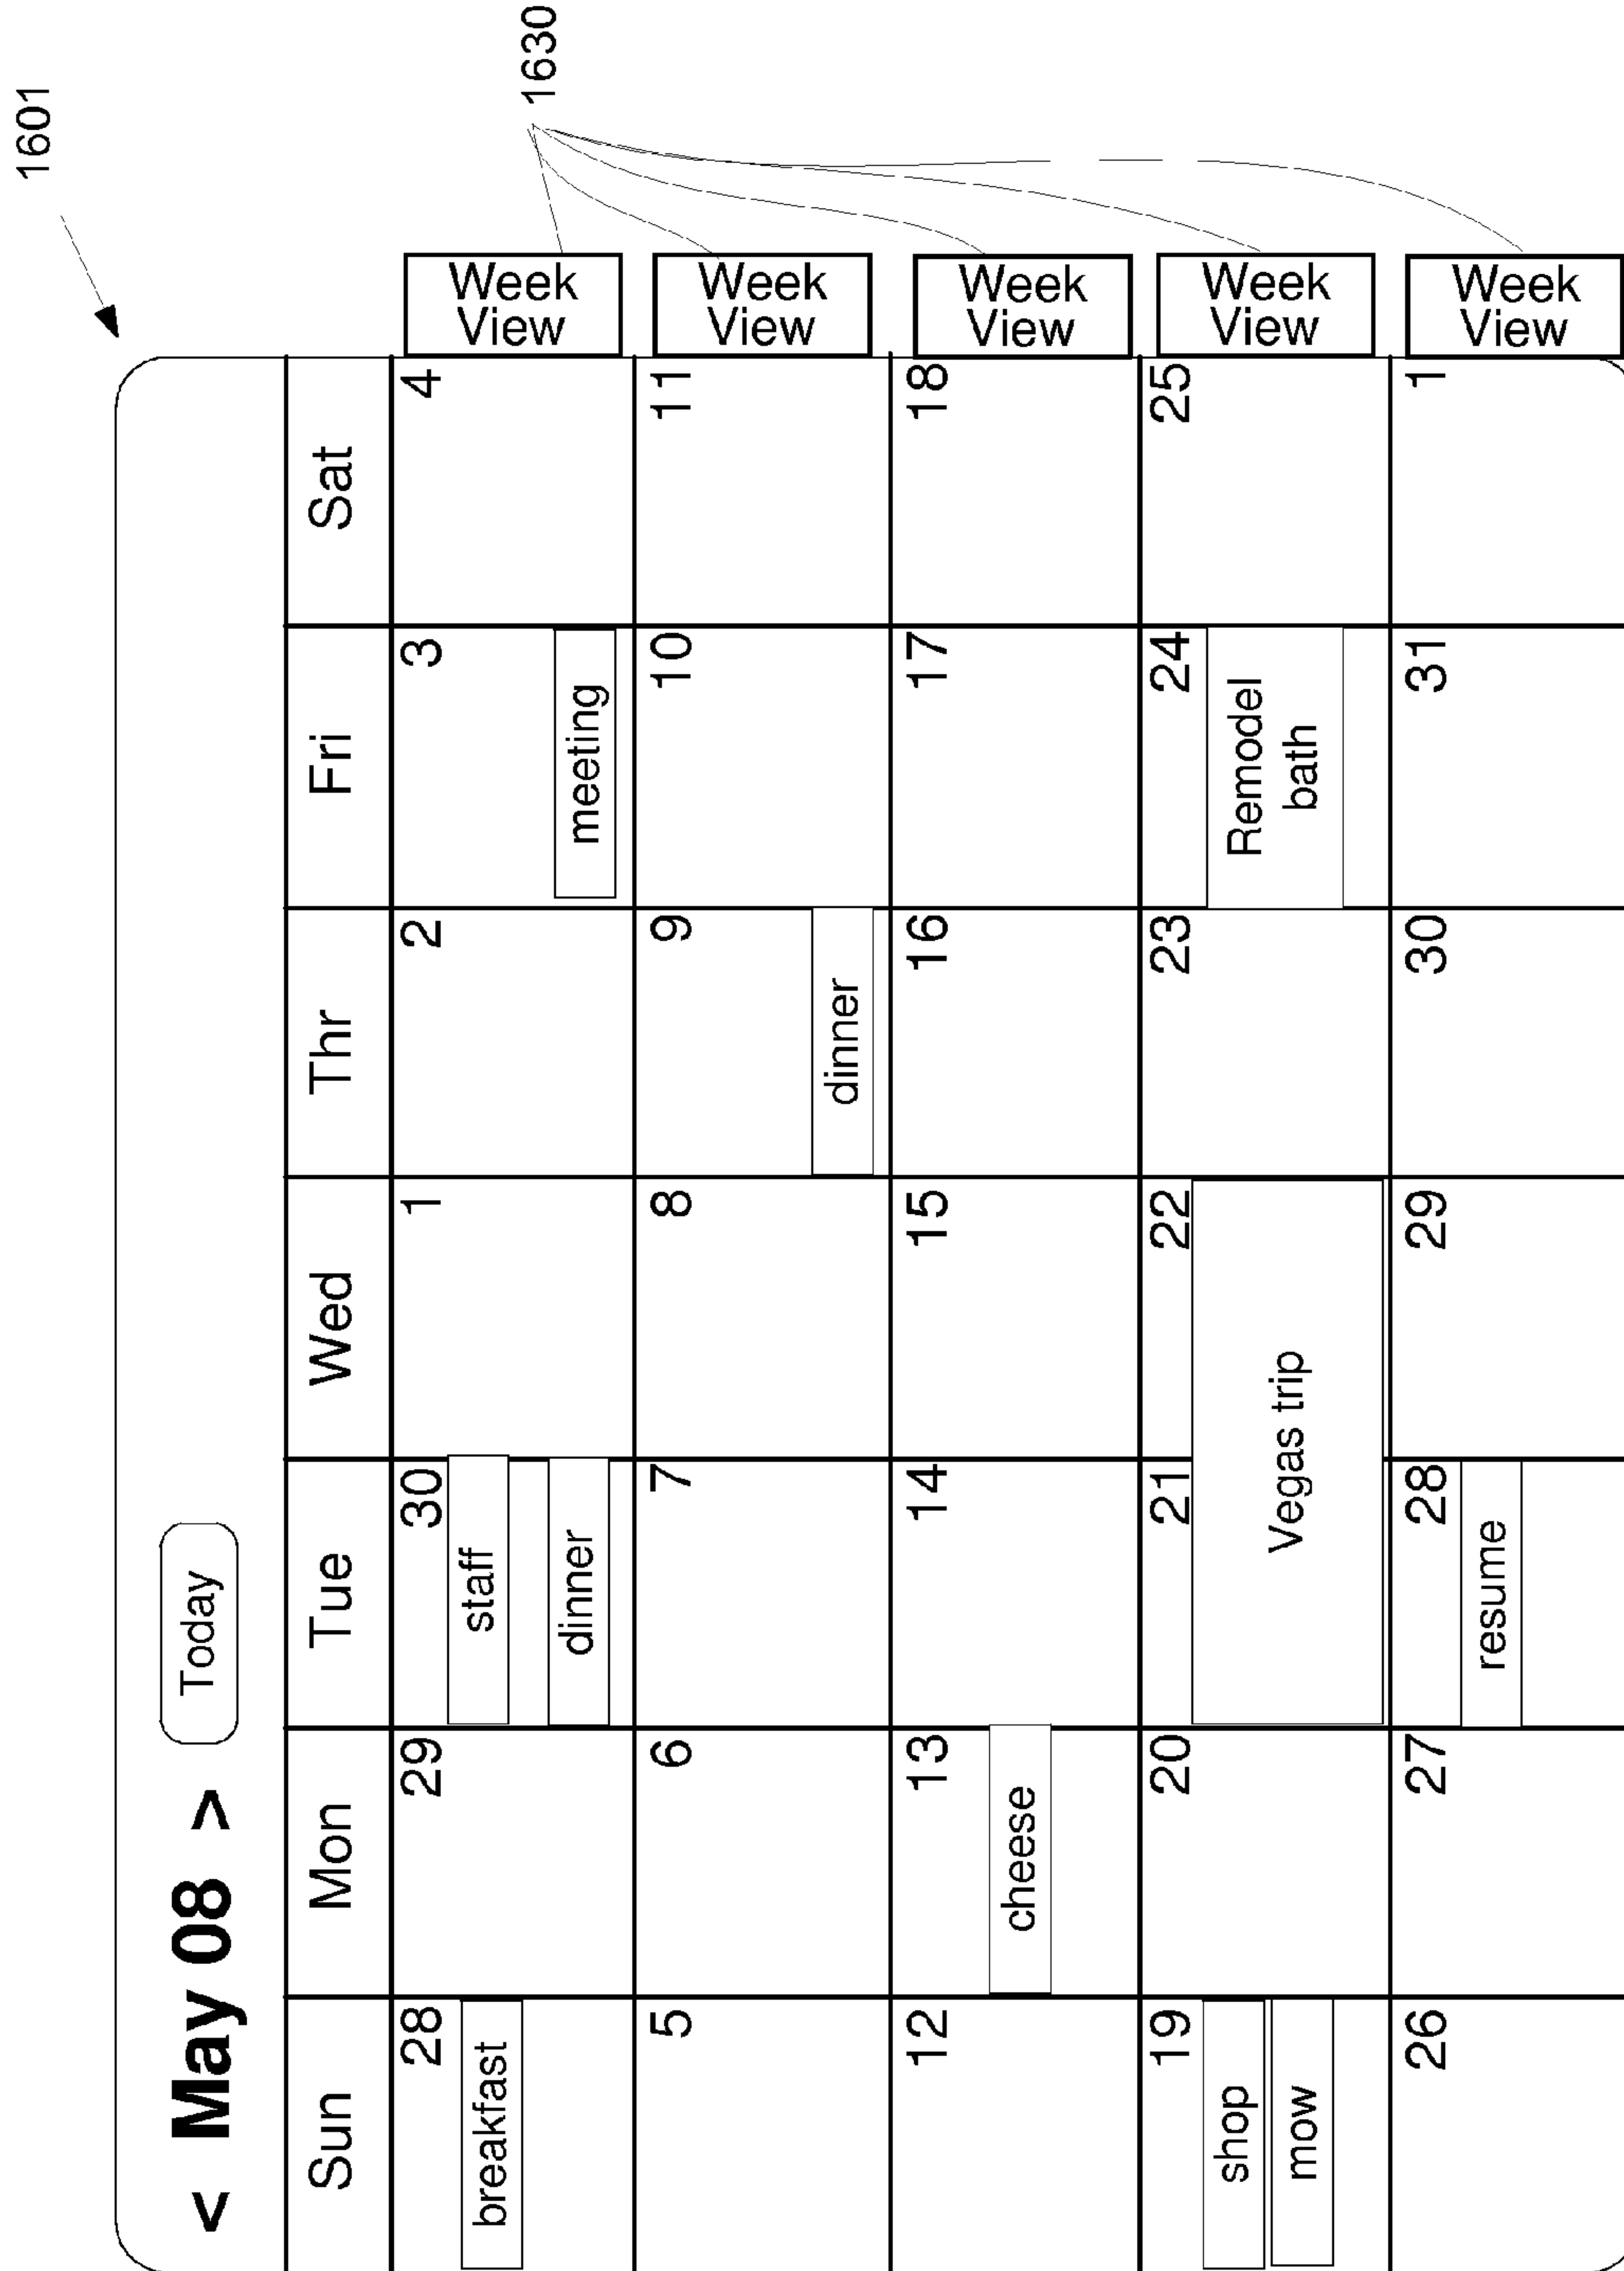 1601
1630
< May 08 > Today
Sun Mon Tue Wed Thr Fri Sat
28 29 30 1 2 3 4
breakfast staff
dinner meeting
Week
View
5 6 7 8 9 10 11
dinner
Week
View
12 13 14 15 16 17 18
cheese
Week
View
19 20 21 22 23 24 25
shop Vegas trip Remodel
mow bath
Week
View
26 27 28 29 30 31 1
resume
Week
View